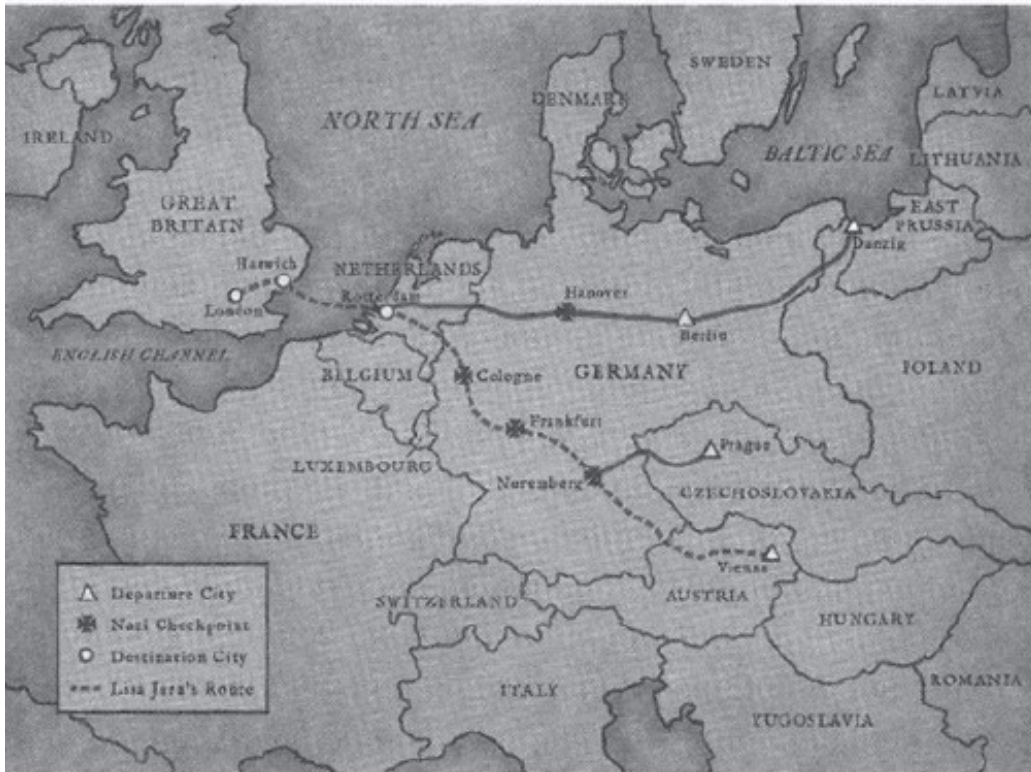 SWEDEN
DENMARK
LATVIA
NORTH SEA
IRELAND
BALTIC SEA
LITHUANIA
GREAT
BRITAIN
EAST
PRUSSIA
Danzig
Harwich
NETHERLANDS
Rotterdam
Hanover
London
Berlin
ENGLISH CHANNEL
BELGIUM
Cologne
GERMANY
POLAND
Frankfurt
Prague
LUXEMBOURG
Nuremberg
CZECHOSLOVAKIA
FRANCE
Vienna
AUSTRIA
SWITZERLAND
HUNGARY
Departure City
Nazi Checkpoint
Destination City
Lisa Jura's Route
ITALY
ROMANIA
YUGOSLAVIA